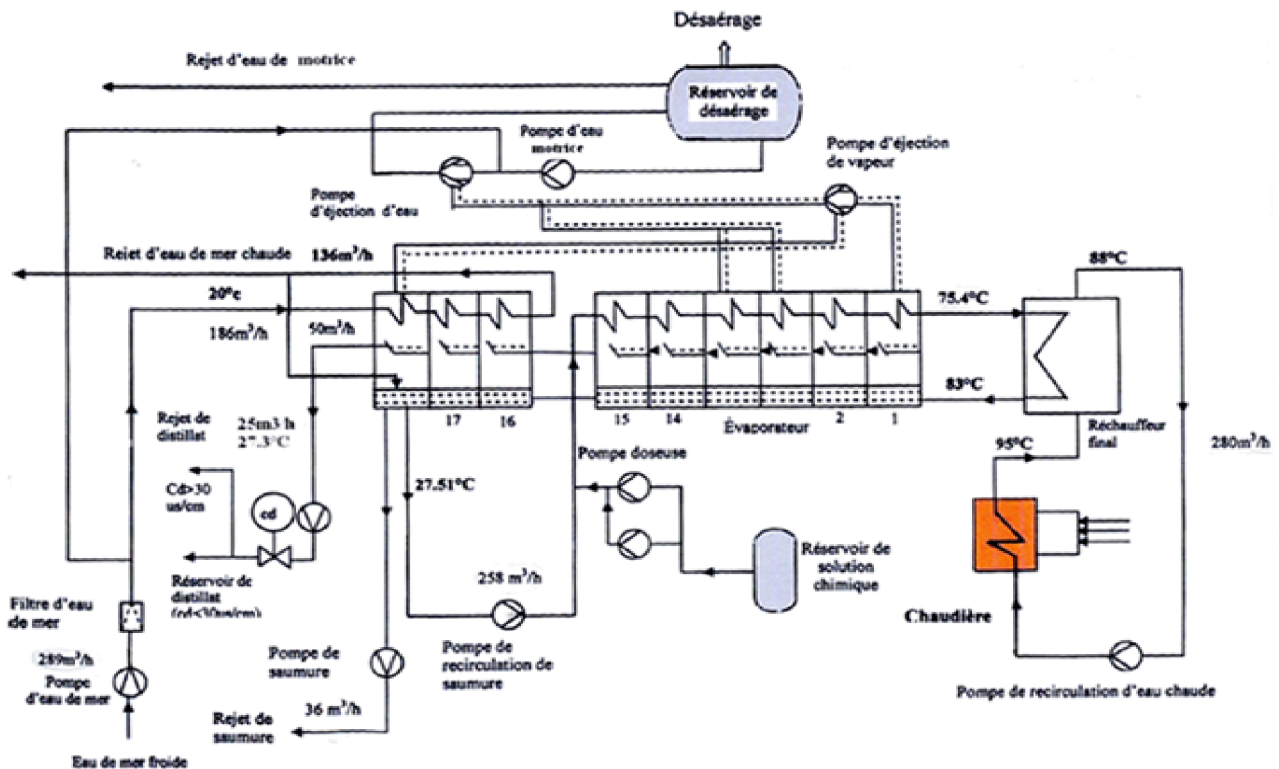 Désaérage
Rejet d'eau de motrice
Réservoir de
désaérage
Pompe d'eau
motrice
Pompe d'éjection
de vapeur
Pompe
d'éjection d'eau
Rejet d'eau de mer chaude
136m³/h
88°C
20°c
186m³/h
50m³/h
75.4°C
83°C
17
16
15
14
2
1
Évaporateur
Réchauffeur
final
280m³/h
95°C
Rejet de
distillat
25m3 h
27.3°C
Cd>30
us/cm
cd
27.51°C
Pompe doseuse
Réservoir de
solution
chimique
Réservoir de
distillat
(cd<30us/cm)
258 m³/h
Chaudière
Filtre d'eau
de mer
289m³/h
Pompe
d'eau de mer
Pompe de
saumure
Pompe de
recirculation de
saumure
Pompe de recirculation d'eau chaude
36 m³/h
Rejet de
saumure
Eau de mer froide